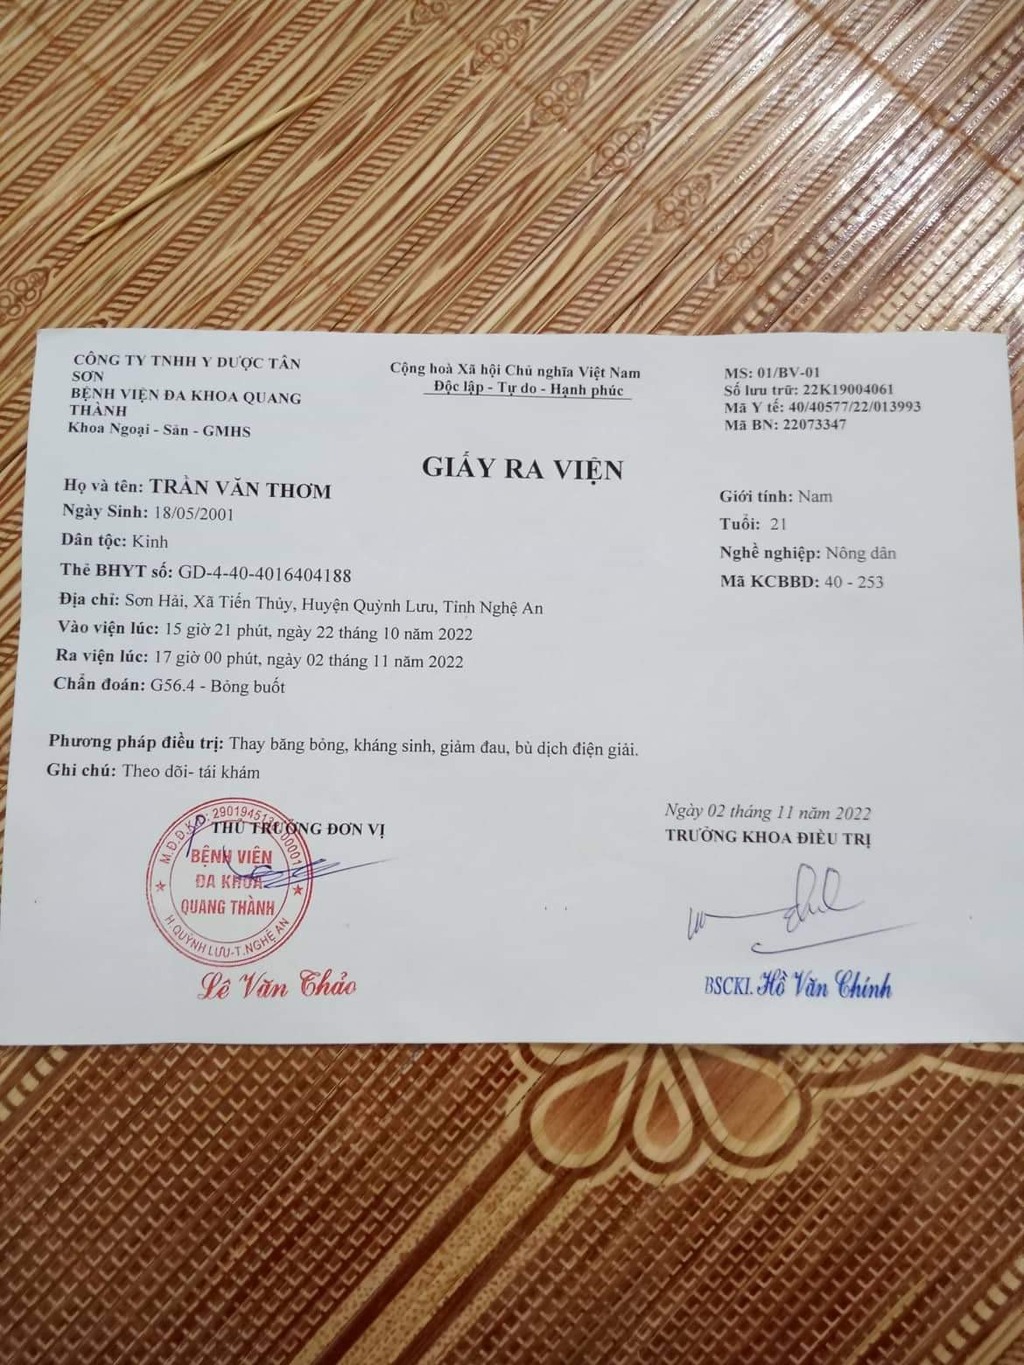 CÔNG TY TNHH Y DƯỢC TÂN
SƠN
BỆNH VIỆN ĐA KHOA QUANG
THÀNH
Khoa Ngoại - Sản - GMHS
Cộng hoà Xã hội Chủ nghĩa Việt Nam
Độc lập - Tự do - Hạnh phúc
MS: 01/BV-01
Số lưu trữ: 22K19004061
Mã Y tế: 40/40577/22/013993
Mã BN: 22073347
GIẤY RA VIỆN
Họ và tên: TRẦN VĂN THƠM
Giới tính: Nam
Ngày Sinh: 18/05/2001
Tuổi: 21
Dân tộc: Kinh
Nghề nghiệp: Nông dân
Thẻ BHYT số: GD-4-40-4016404188
Mã KCBBD: 40 - 253
Địa chỉ: Sơn Hải, Xã Tiến Thủy, Huyện Quỳnh Lưu, Tỉnh Nghệ An
Vào viện lúc: 15 giờ 21 phút, ngày 22 tháng 10 năm 2022
Ra viện lúc: 17 giờ 00 phút, ngày 02 tháng 11 năm 2022
Chẩn đoán: G56.4 - Bỏng buốt
Phương pháp điều trị: Thay băng bỏng, kháng sinh, giảm đau, bù dịch điện giải.
Ghi chú: Theo dõi- tái khám
Ngày 02 tháng 11 năm 2022
THỦ TRƯỞNG ĐƠN VỊ
TRƯỞNG KHOA ĐIỀU TRỊ
BỆNH VIỆN
ĐA KHOA
QUANG THÀNH
H.QUỲNH LƯU-T.NGHỆ AN
Lê Văn Thảo
BSCKI. Hồ Văn Chính